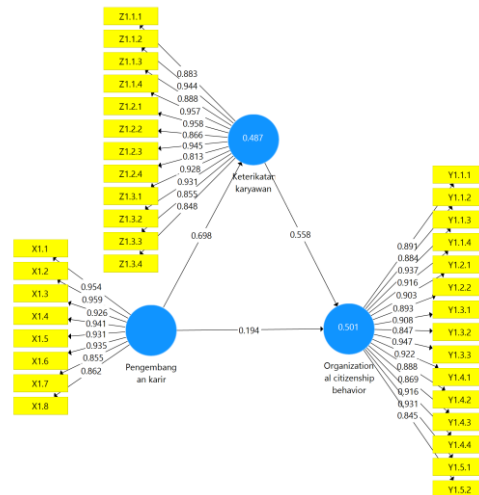 Z1.1.1
Z1.1.2
Z1.1.3
Z1.1.4
Z1.2.1
Z1.2.2
Z1.2.3
Z1.2.4
Z1.3.1
Z1.3.2
Z1.3.3
Z1.3.4
0.883
0.944
0.888
0.957
0.958
0.866
0.945
0.813
0.928
0.931
0.855
0.848
0.487
Keterikatan
karyawan
0.698
0.558
0.194
X1.1
X1.2
X1.3
X1.4
X1.5
X1.6
X1.7
X1.8
0.954
0.959
0.926
0.941
0.931
0.935
0.855
0.862
Pengembang
an karir
0.501
Organization
al citizenship
behavior
0.891
0.884
0.937
0.916
0.903
0.893
0.908
0.847
0.947
0.922
0.888
0.869
0.916
0.931
0.845
Y1.1.1
Y1.1.2
Y1.1.3
Y1.1.4
Y1.2.1
Y1.2.2
Y1.3.1
Y1.3.2
Y1.3.3
Y1.4.1
Y1.4.2
Y1.4.3
Y1.4.4
Y1.5.1
Y1.5.2